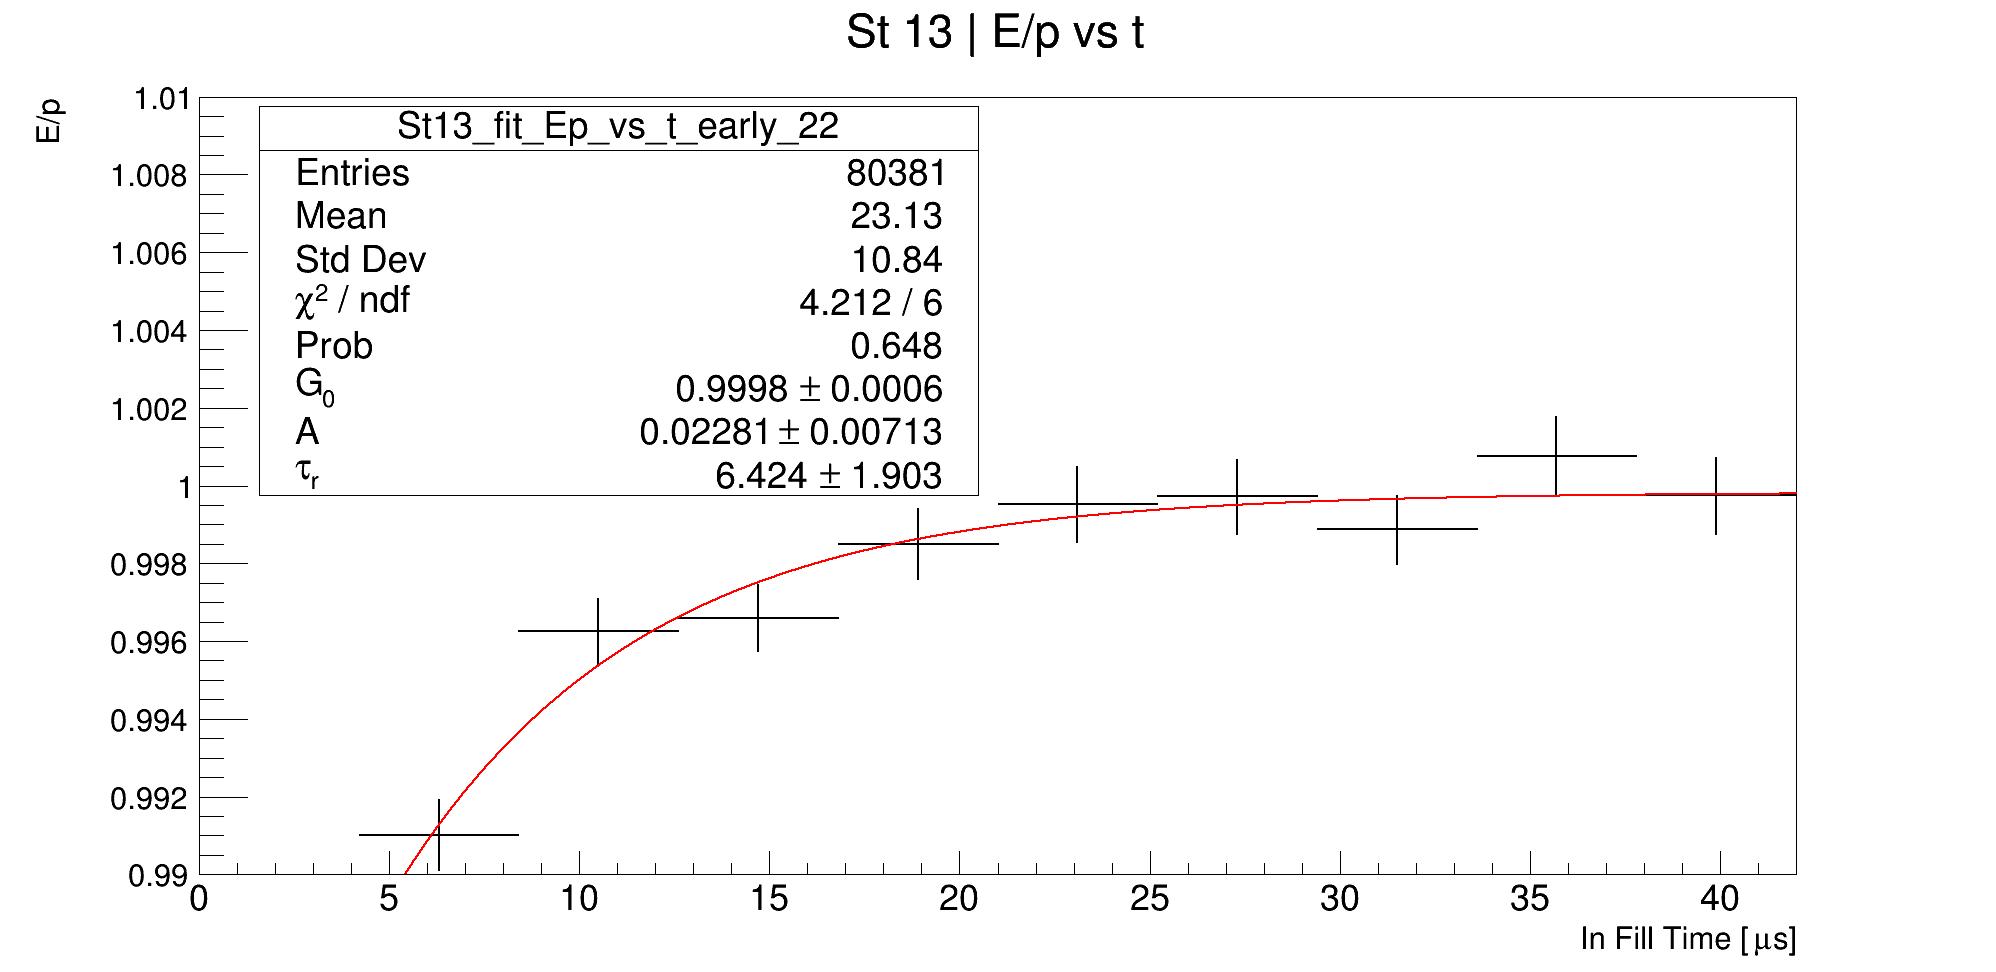 St 13 | E/p vs t
E/p
1.01
1.008
1.006
1.004
1.002
1
0.998
0.996
0.994
0.992
0.99
St13_fit_Ep_vs_t_early_22
Entries 80381
Mean 23.13
Std Dev 10.84
χ² / ndf 4.212 / 6
Prob 0.648
G₀ 0.9998 ± 0.0006
A 0.02281 ± 0.00713
τᵣ 6.424 ± 1.903
0 5 10 15 20 25 30 35 40
In Fill Time [μs]